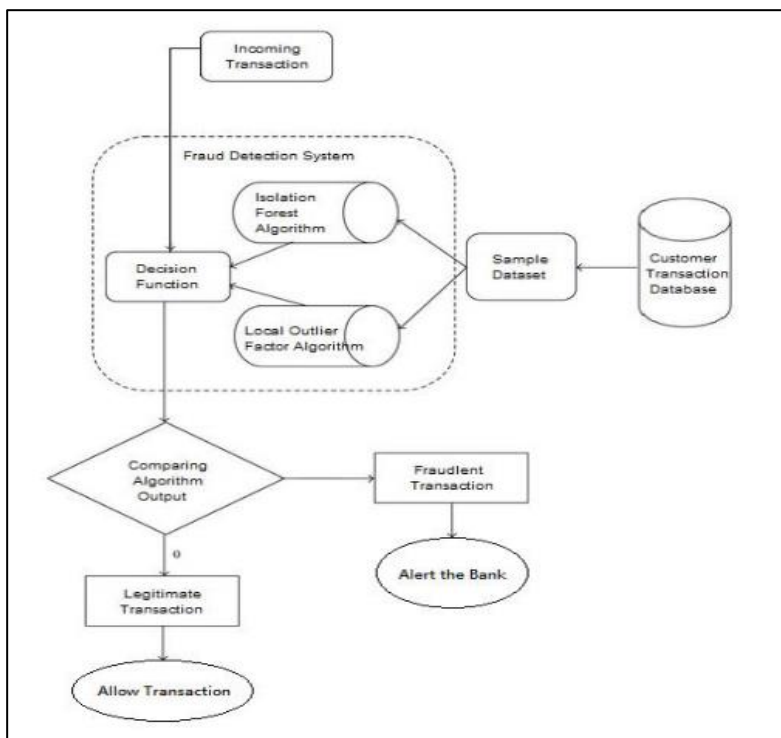 Incoming
Transaction
Fraud Detection System
Isolation
Forest
Algorithm
Decision
Function
Sample
Dataset
Customer
Transaction
Database
Local Outlier
Factor Algorithm
Comparing
Algorithm
Output
Fraudlent
Transaction
0
Alert the Bank
Legitimate
Transaction
Allow Transaction